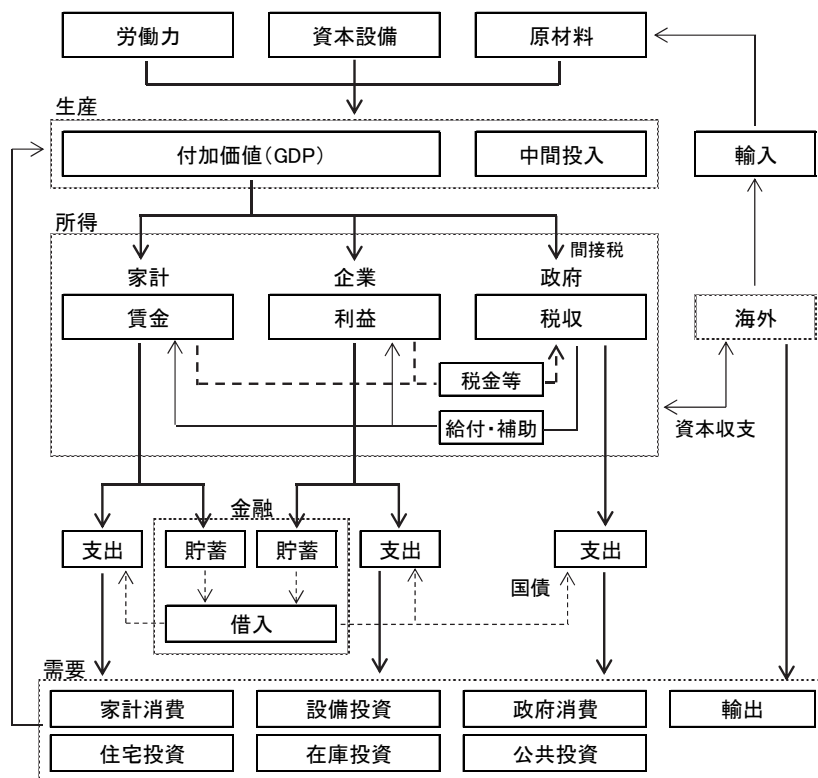 労働力
資本設備
原材料
生産
付加価値(GDP)
中間投入
輸入
所得
間接税
家計
企業
政府
賃金
利益
税収
海外
税金等
給付・補助
資本収支
金融
支出
貯蓄
貯蓄
支出
支出
国債
借入
需要
家計消費
設備投資
政府消費
輸出
住宅投資
在庫投資
公共投資